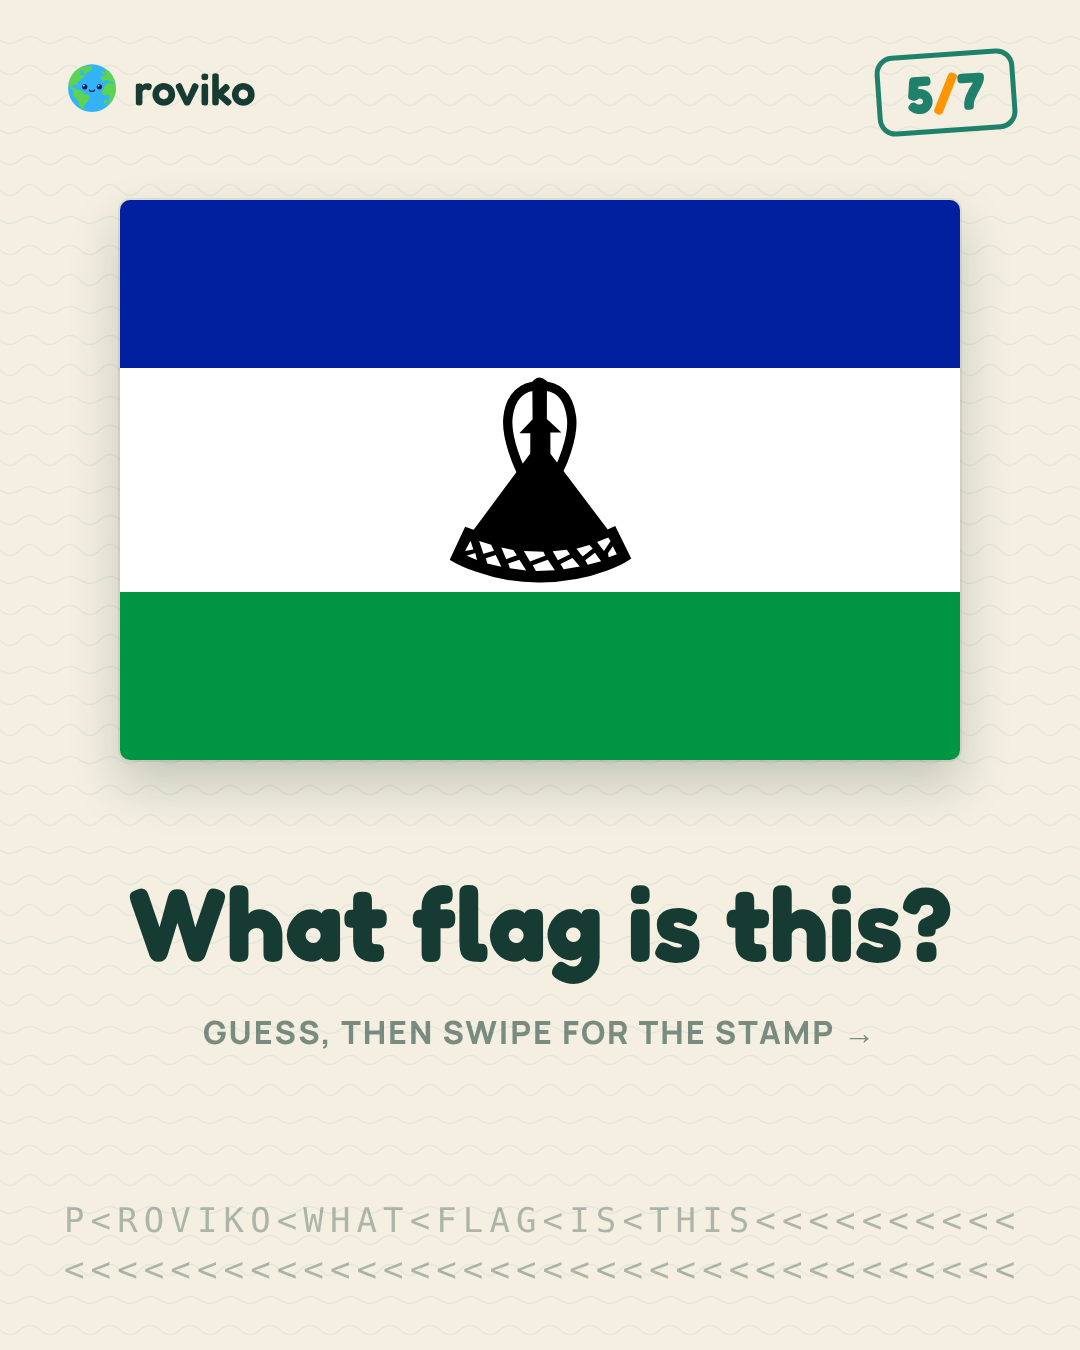 roviko
5/7
What flag is this?
GUESS, THEN SWIPE FOR THE STAMP →
P<ROVIKO<WHAT<FLAG<IS<THIS<<<<<<<<<<
<<<<<<<<<<<<<<<<<<<<<<<<<<<<<<<<<<<<